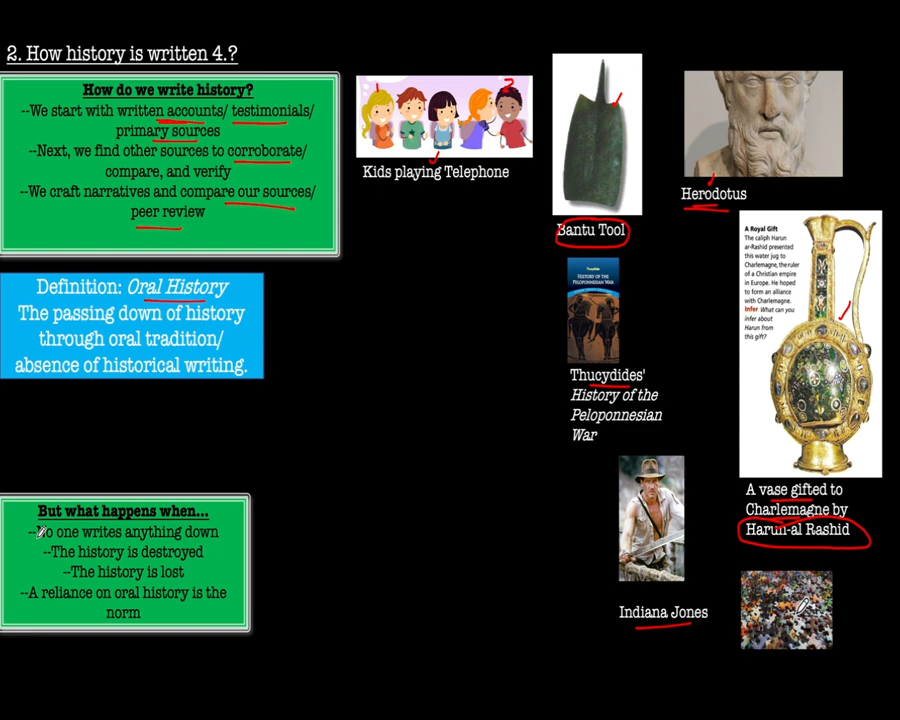 2. How history is written 4.?
How do we write history?
--We start with written accounts/ testimonials/
primary sources
--Next, we find other sources to corroborate/
compare, and verify
--We craft narratives and compare our sources/
peer review
Definition: Oral History
The passing down of history
through oral tradition/
absence of historical writing.
But what happens when...
--No one writes anything down
--The history is destroyed
--The history is lost
--A reliance on oral history is the
norm
Kids playing Telephone
Bantu Tool
HISTORY OF THE
PELOPONNESIAN
WAR
Thucydides'
History of the
Peloponnesian
War
Indiana Jones
Herodotus
A Royal Gift
The caliph Harun
ar-Rashid presented
this water jug to
Charlemagne, the ruler
of a Christian empire
in Europe. He hoped
to form an alliance
with Charlemagne.
Infer What can you
infer about
Harun from
this gift?
A vase gifted to
Charlemagne by
Harun-al Rashid